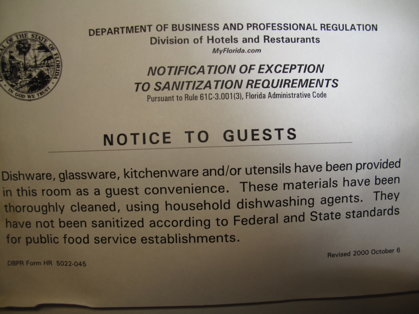 DEPARTMENT OF BUSINESS AND PROFESSIONAL REGULATION
Division of Hotels and Restaurants
MyFlorida.com
NOTIFICATION OF EXCEPTION
TO SANITIZATION REQUIREMENTS
Pursuant to Rule 61C-3.001(3), Florida Administrative Code
NOTICE TO GUESTS
Dishware, glassware, kitchenware and/or utensils have been provided
in this room as a guest convenience. These materials have been
thoroughly cleaned, using household dishwashing agents. They
have not been sanitized according to Federal and State standards
for public food service establishments.
DBPR Form HR 5022-045
Revised 2000 October 6